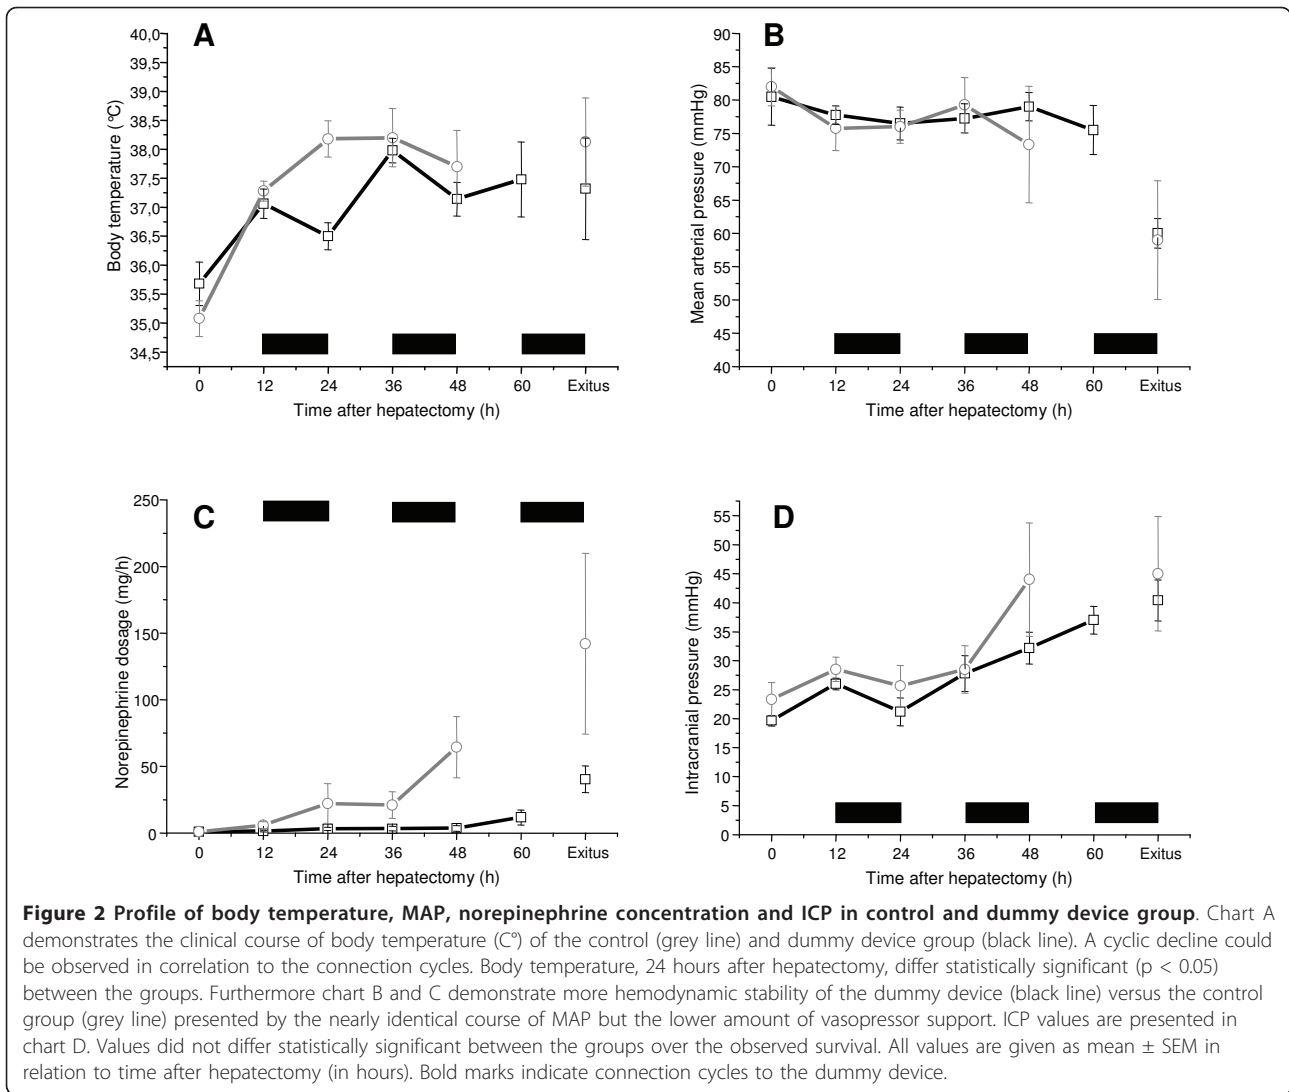 A
40,0
39,5
39,0
38,5
38,0
37,5
37,0
36,5
36,0
35,5
35,0
34,5
Body temperature (°C)
0 12 24 36 48 60 Exitus
Time after hepatectomy (h)
B
90
85
80
75
70
65
60
55
50
45
40
Mean arterial pressure (mmHg)
0 12 24 36 48 60 Exitus
Time after hepatectomy (h)
C
250
200
150
100
50
0
Norepinephrine dosage (mg/h)
0 12 24 36 48 60 Exitus
Time after hepatectomy (h)
D
55
50
45
40
35
30
25
20
15
10
5
0
Intracranial pressure (mmHg)
0 12 24 36 48 60 Exitus
Time after hepatectomy (h)
Figure 2 Profile of body temperature, MAP, norepinephrine concentration and ICP in control and dummy device group. Chart A
demonstrates the clinical course of body temperature (C°) of the control (grey line) and dummy device group (black line). A cyclic decline could
be observed in correlation to the connection cycles. Body temperature, 24 hours after hepatectomy, differ statistically significant (p < 0.05)
between the groups. Furthermore chart B and C demonstrate more hemodynamic stability of the dummy device (black line) versus the control
group (grey line) presented by the nearly identical course of MAP but the lower amount of vasopressor support. ICP values are presented in
chart D. Values did not differ statistically significant between the groups over the observed survival. All values are given as mean ± SEM in
relation to time after hepatectomy (in hours). Bold marks indicate connection cycles to the dummy device.